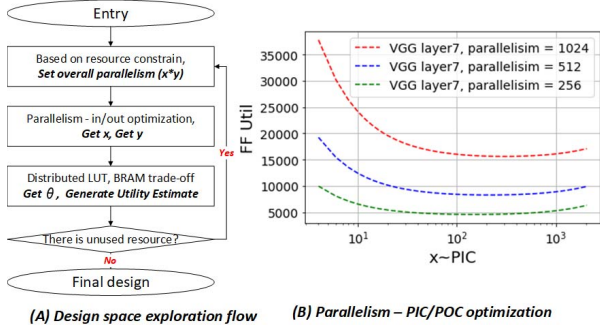 Entry
Based on resource constrain,
Set overall parallelism (x*y)
Parallelism - in/out optimization,
Get x, Get y
Yes
Distributed LUT, BRAM trade-off
Get θ, Generate Utility Estimate
There is unused resource?
No
Final design
(A) Design space exploration flow
VGG layer7, parallelisim = 1024
VGG layer7, parallelisim = 512
VGG layer7, parallelisim = 256
FF Util
35000
30000
25000
20000
15000
10000
5000
10¹
10²
10³
x~PIC
(B) Parallelism – PIC/POC optimization